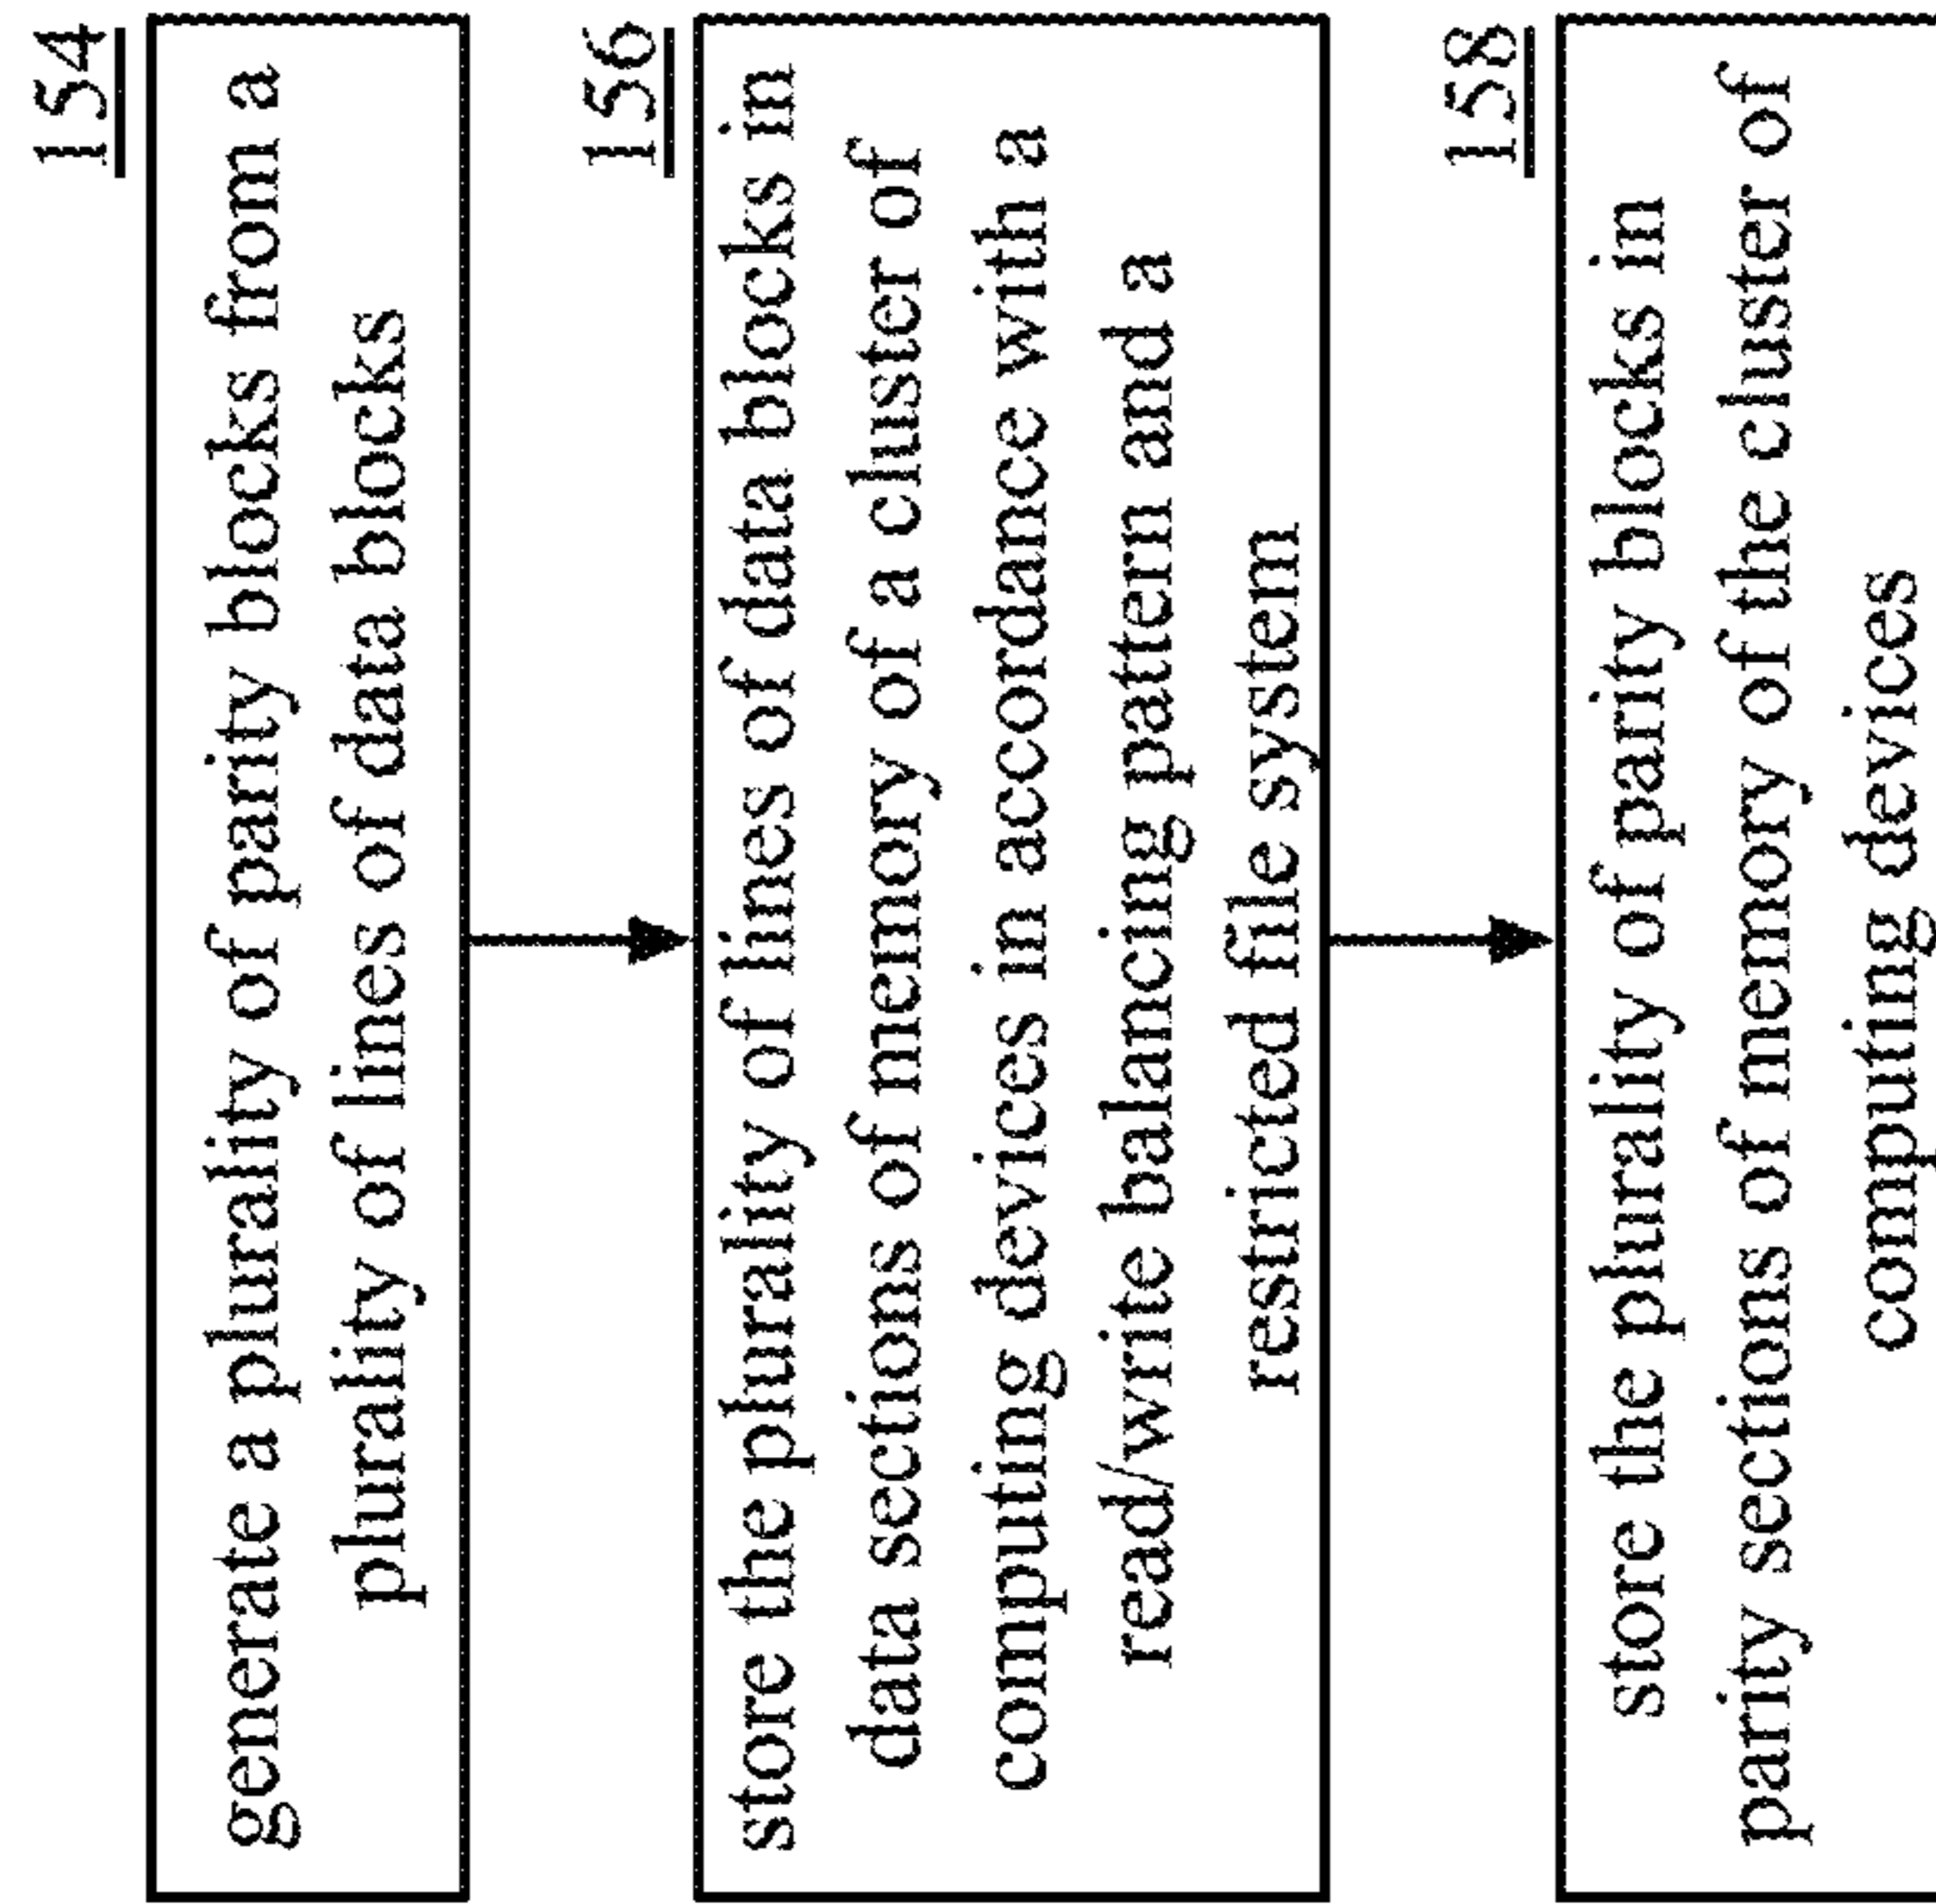 154
generate a plurality of parity blocks from a
plurality of lines of data blocks
156
store the plurality of lines of data blocks in
data sections of memory of a cluster of
computing devices in accordance with a
read/write balancing pattern and a
restricted file system
158
store the plurality of parity blocks in
parity sections of memory of the cluster of
computing devices